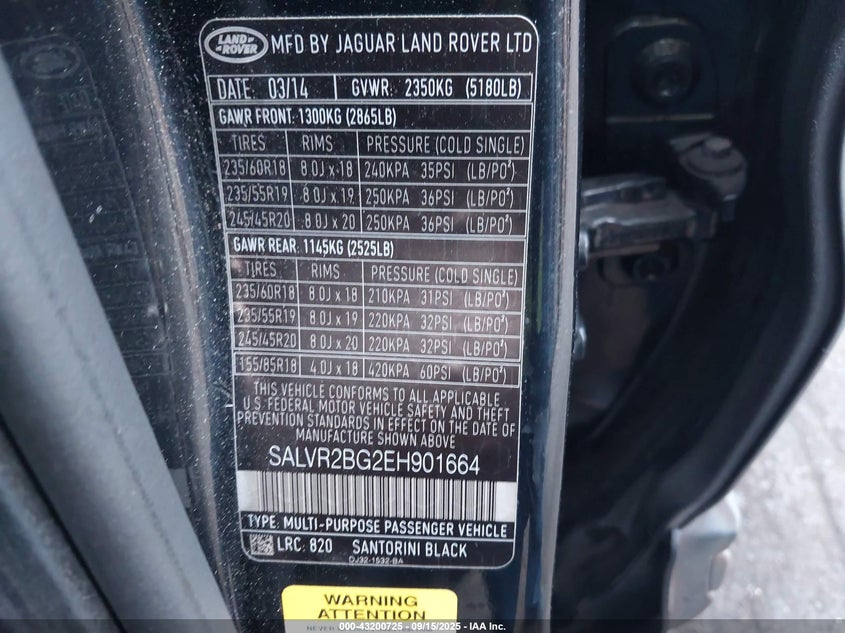 LAND ROVER MFD BY JAGUAR LAND ROVER LTD
DATE: 03/14 GVWR: 2350KG (5180LB)
GAWR FRONT: 1300KG (2865LB)
TIRES RIMS PRESSURE (COLD SINGLE)
235/60R18 8.0J x 18 240KPA 35PSI (LB/PO²)
235/55R19 8.0J x 19 250KPA 36PSI (LB/PO²)
245/45R20 8.0J x 20 250KPA 36PSI (LB/PO²)
GAWR REAR: 1145KG (2525LB)
TIRES RIMS PRESSURE (COLD SINGLE)
235/60R18 8.0J x 18 210KPA 31PSI (LB/PO²)
235/55R19 8.0J x 19 220KPA 32PSI (LB/PO²)
245/45R20 8.0J x 20 220KPA 32PSI (LB/PO²)
155/85R18 4.0J x 18 420KPA 60PSI (LB/PO²)
THIS VEHICLE CONFORMS TO ALL APPLICABLE
U.S. FEDERAL MOTOR VEHICLE SAFETY AND THEFT
PREVENTION STANDARDS IN EFFECT ON THE DATE OF
MANUFACTURE SHOWN ABOVE
SALVR2BG2EH901664
TYPE: MULTI-PURPOSE PASSENGER VEHICLE
LRC: 820 SANTORINI BLACK
DJ32-1532-BA
WARNING
ATTENTION
NEVER
000-43200725 - 09/15/2025 - IAA Inc.